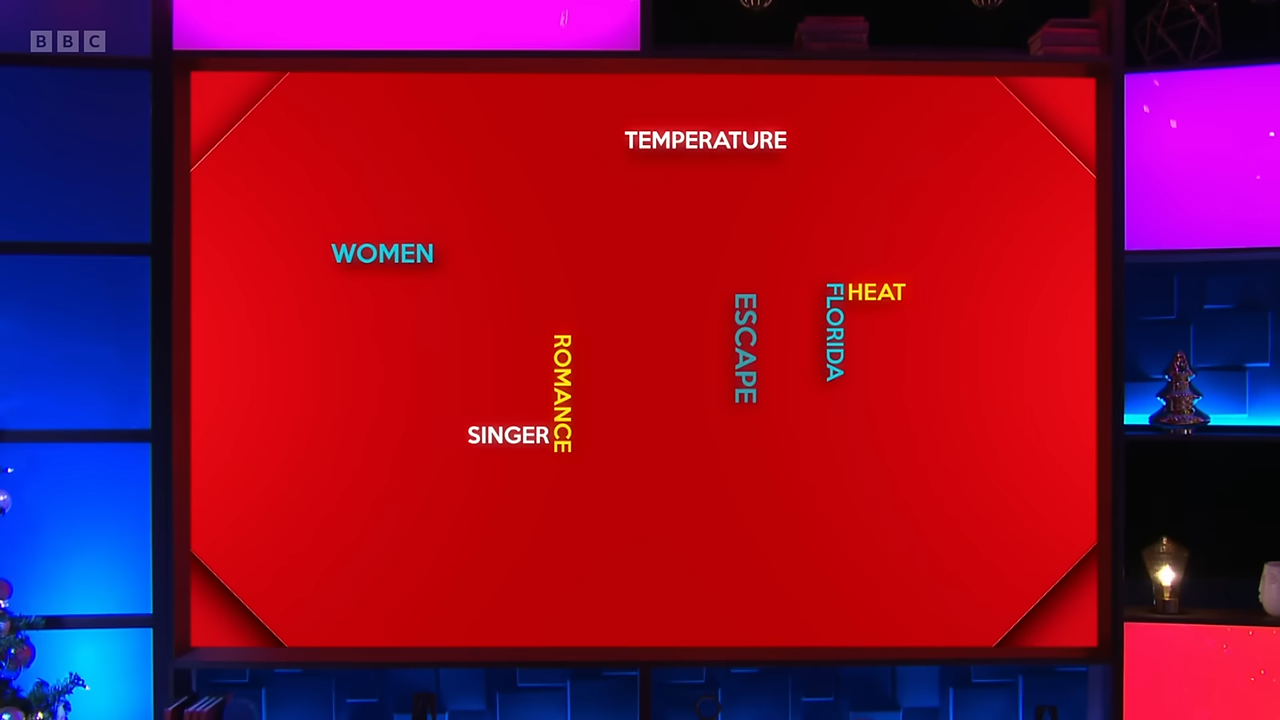 BBC
TEMPERATURE
WOMEN
HEAT
FLORIDA
ESCAPE
ROMANCE
SINGER